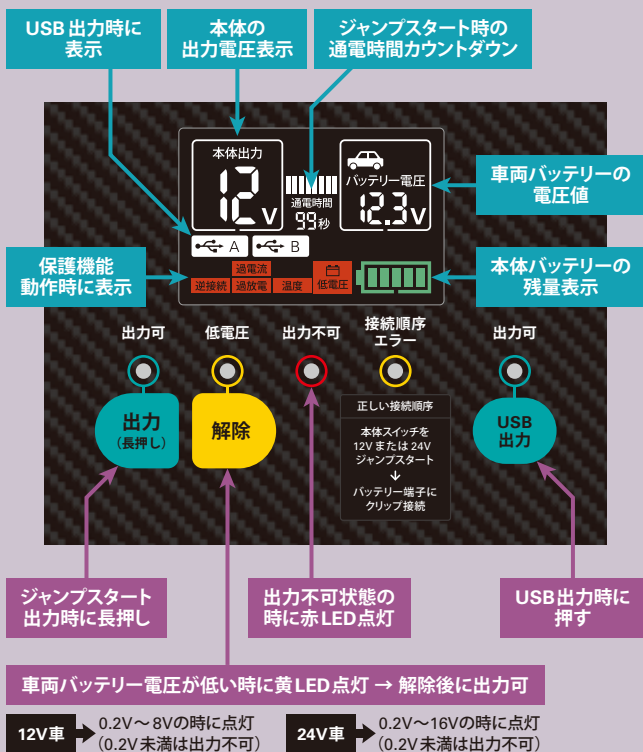 USB出力時に
表示
本体の
出力電圧表示
ジャンプスタート時の
通電時間カウントダウン
本体出力
12V
通電時間
99秒
バッテリー電圧
12.3V
車両バッテリーの
電圧値
A
B
保護機能
動作時に表示
過電流
逆接続
過放電
温度
低電圧
本体バッテリーの
残量表示
出力可
低電圧
出力不可
接続順序
エラー
出力可
出力
(長押し)
解除
正しい接続順序
本体スイッチを
12Vまたは24V
ジャンプスタート
↓
バッテリー端子に
クリップ接続
USB
出力
ジャンプスタート
出力時に長押し
出力不可状態の
時に赤LED点灯
USB出力時に
押す
車両バッテリー電圧が低い時に黄LED点灯 → 解除後に出力可
12V車
0.2V～8Vの時に点灯
(0.2V未満は出力不可)
24V車
0.2V～16Vの時に点灯
(0.2V未満は出力不可)